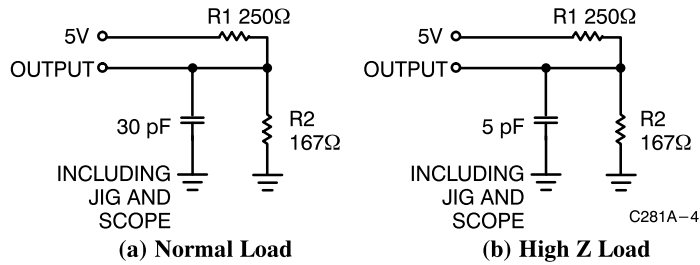 R1 250Ω
5V
OUTPUT
30 pF
R2
167Ω
INCLUDING
JIG AND
SCOPE
(a) Normal Load
R1 250Ω
5V
OUTPUT
5 pF
R2
167Ω
INCLUDING
JIG AND
SCOPE
C281A−4
(b) High Z Load